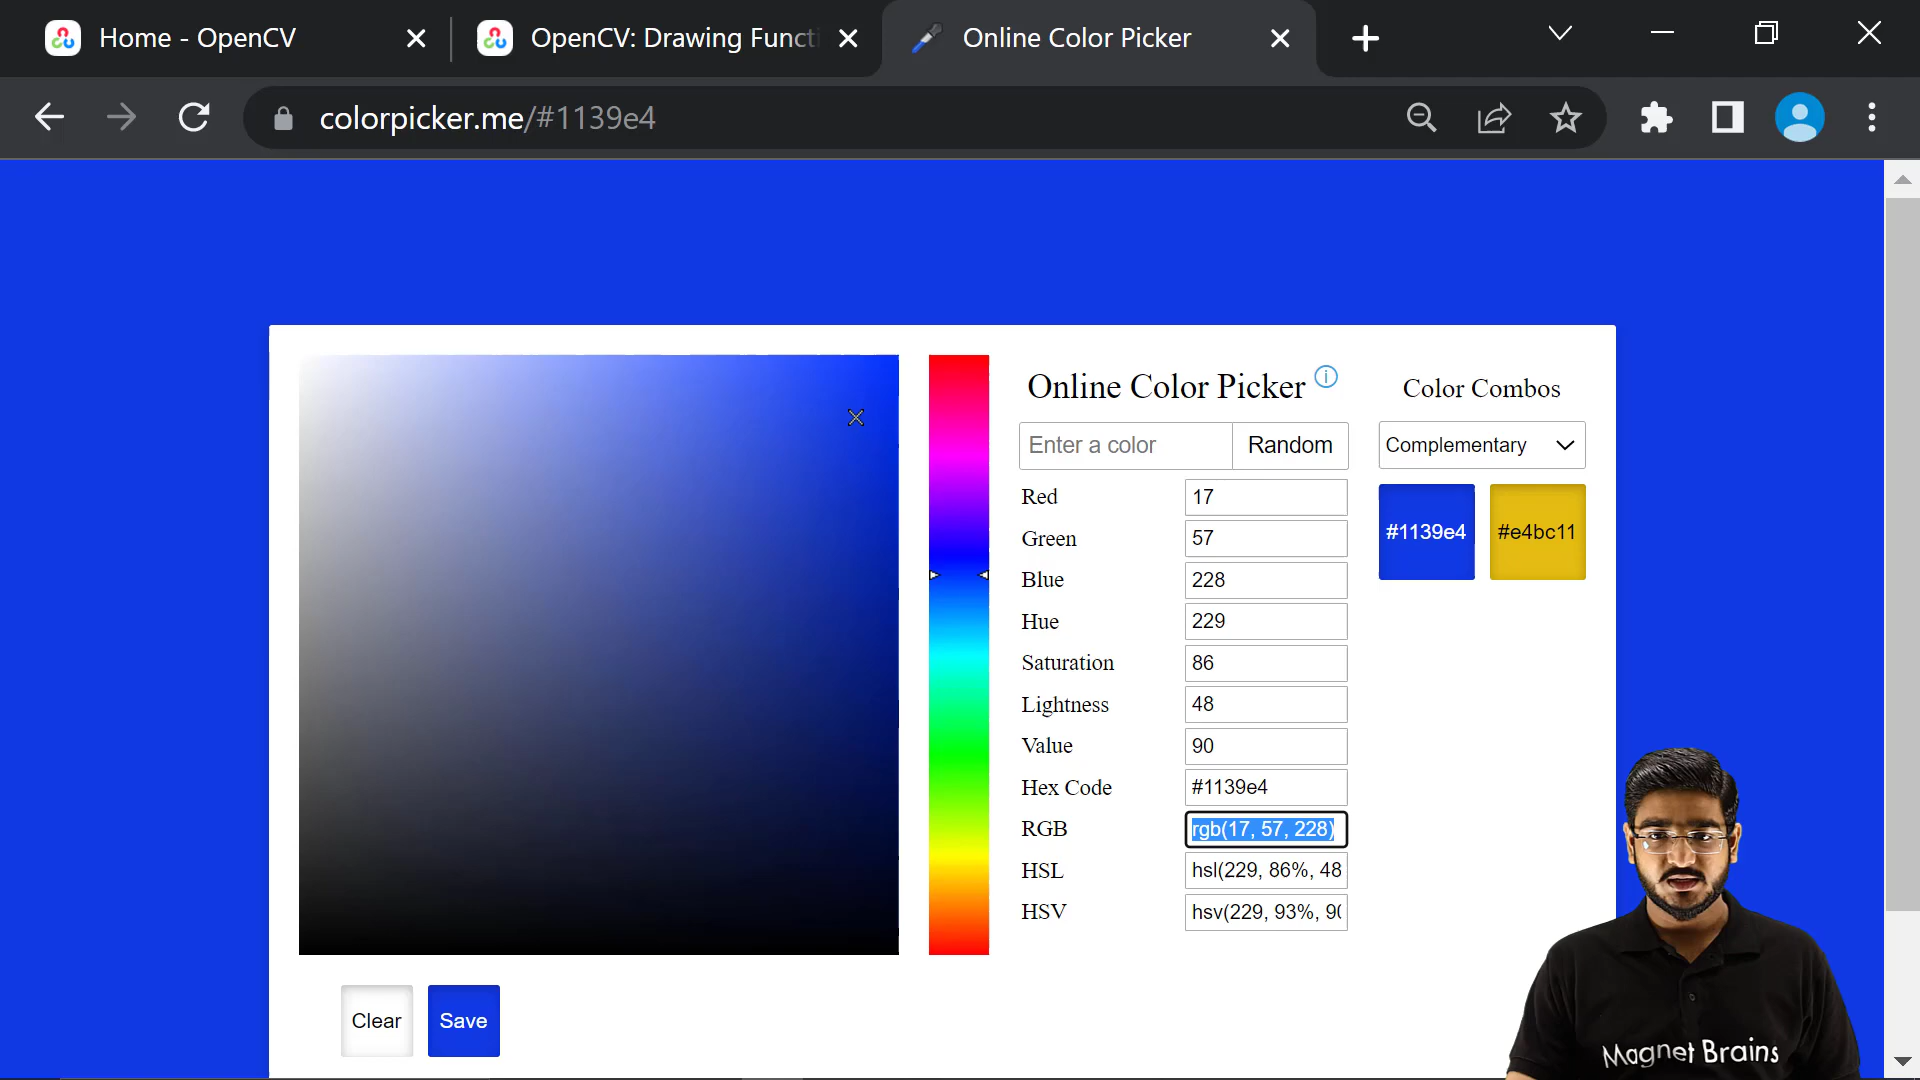 Home - OpenCV
OpenCV: Drawing Functi
Online Color Picker
colorpicker.me/#1139e4
Online Color Picker
Color Combos
Enter a color
Random
Complementary
Red
17
#1139e4
#e4bc11
Green
57
Blue
228
Hue
229
Saturation
86
Lightness
48
Value
90
Hex Code
#1139e4
RGB
rgb(17, 57, 228)
HSL
hsl(229, 86%, 48
HSV
hsv(229, 93%, 90
Clear
Save
Magnet Brains